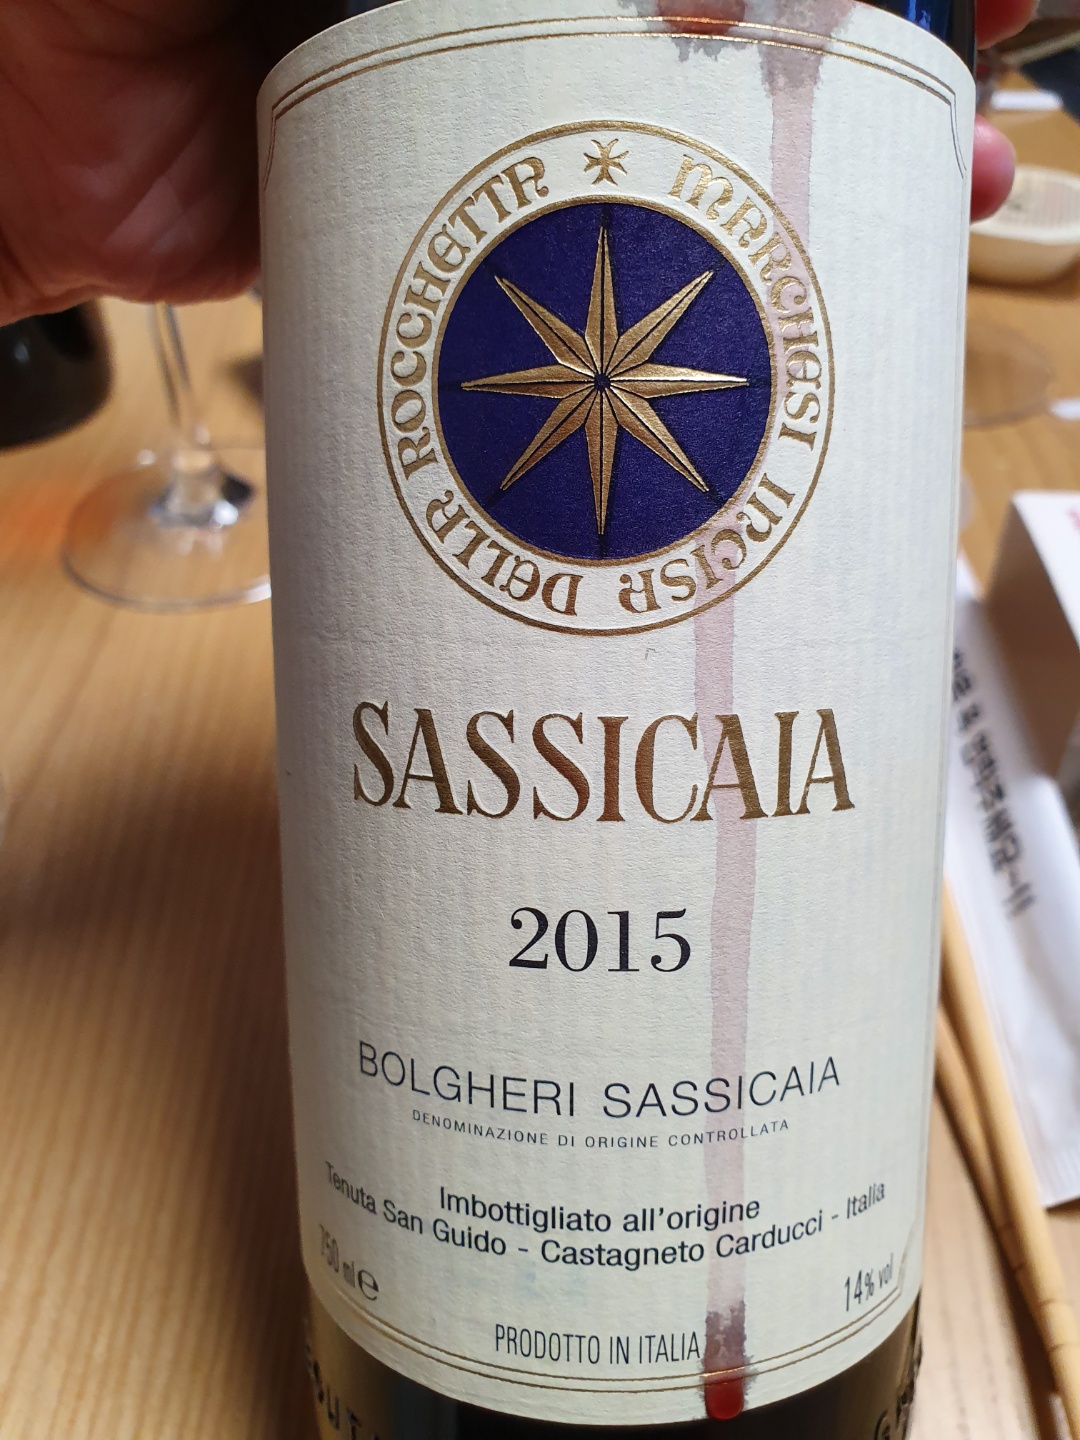 MARCHESI INCISA DELLA ROCCHETTA
SASSICAIA
2015
BOLGHERI SASSICAIA
DENOMINAZIONE DI ORIGINE CONTROLLATA
Imbottigliato all'origine
Tenuta San Guido - Castagneto Carducci - Italia
750 ml e
14% vol
PRODOTTO IN ITALIA